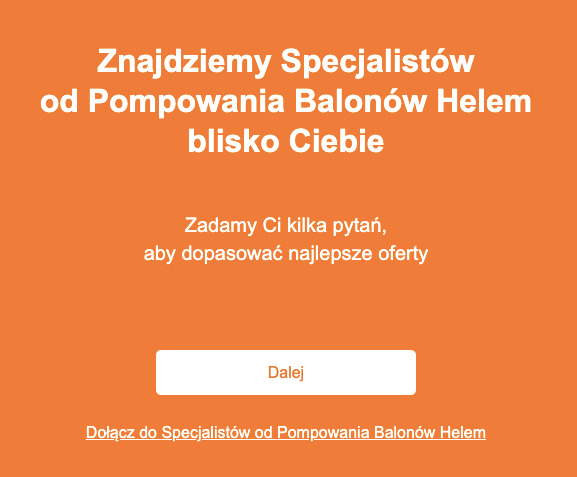 Znajdziemy Specjalistów
od Pompowania Balonów Helem
blisko Ciebie
Zadamy Ci kilka pytań,
aby dopasować najlepsze oferty
Dalej
Dołącz do Specjalistów od Pompowania Balonów Helem